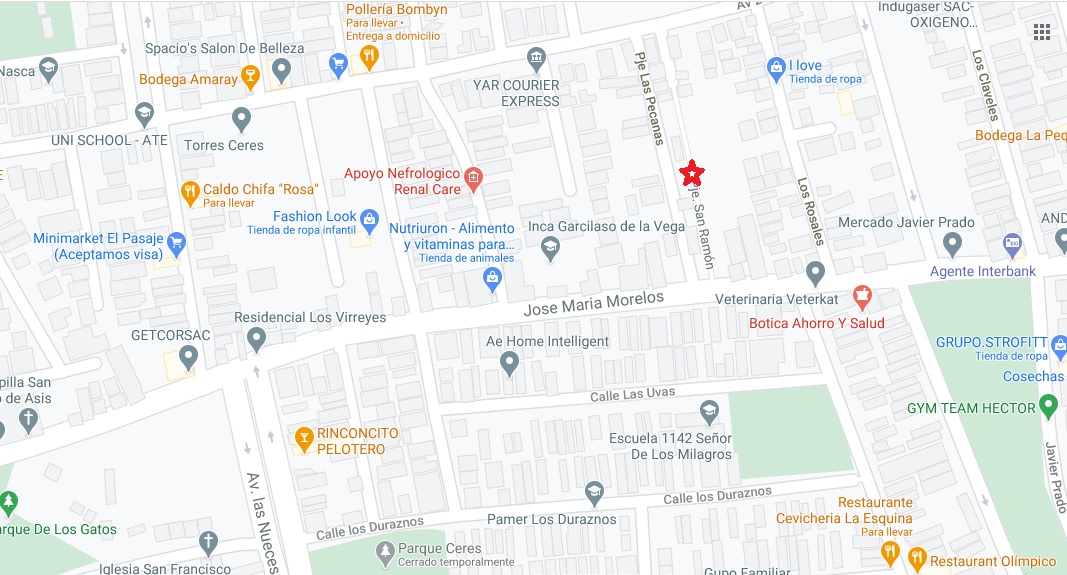 Pollería Bombyn
Para llevar •
Entrega a domicilio
Indugaser SAC-
OXIGENO...
Spacio's Salon De Belleza
Nasca
Bodega Amaray
YAR COURIER
EXPRESS
I love
Tienda de ropa
Pje Las Pecanas
Los Claveles
UNI SCHOOL - ATE
Torres Ceres
Bodega La Peq
Apoyo Nefrologico
Renal Care
Caldo Chifa "Rosa"
Para llevar
Pje. San Ramón
Los Rosales
Fashion Look
Tienda de ropa infantil
Nutriuron - Alimento
y vitaminas para...
Tienda de animales
Inca Garcilaso de la Vega
Mercado Javier Prado
AND
Minimarket El Pasaje
(Aceptamos visa)
Agente Interbank
Jose Maria Morelos
Veterinaria Veterkat
Botica Ahorro Y Salud
Residencial Los Virreyes
GETCORSAC
Ae Home Intelligent
GRUPO.STROFITT
Tienda de ropa
Cosechas
pilla San
o de Asis
Calle Las Uvas
GYM TEAM HECTOR
RINCONCITO
PELOTERO
Escuela 1142 Señor
De Los Milagros
Javier Prado
Av. las Nueces
Calle los Duraznos
Pamer Los Duraznos
Calle los Duraznos
Restaurante
Cevicheria La Esquina
Para llevar
arque De Los Gatos
Parque Ceres
Cerrado temporalmente
Iglesia San Francisco
Restaurant Olímpico
Gupo Familiar